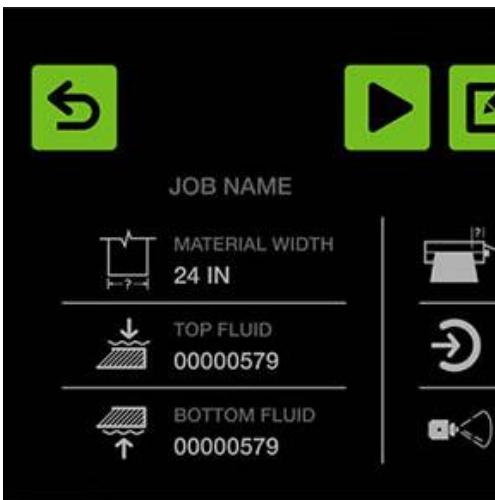 JOB NAME
MATERIAL WIDTH
24 IN
?
?
TOP FLUID
00000579
BOTTOM FLUID
00000579